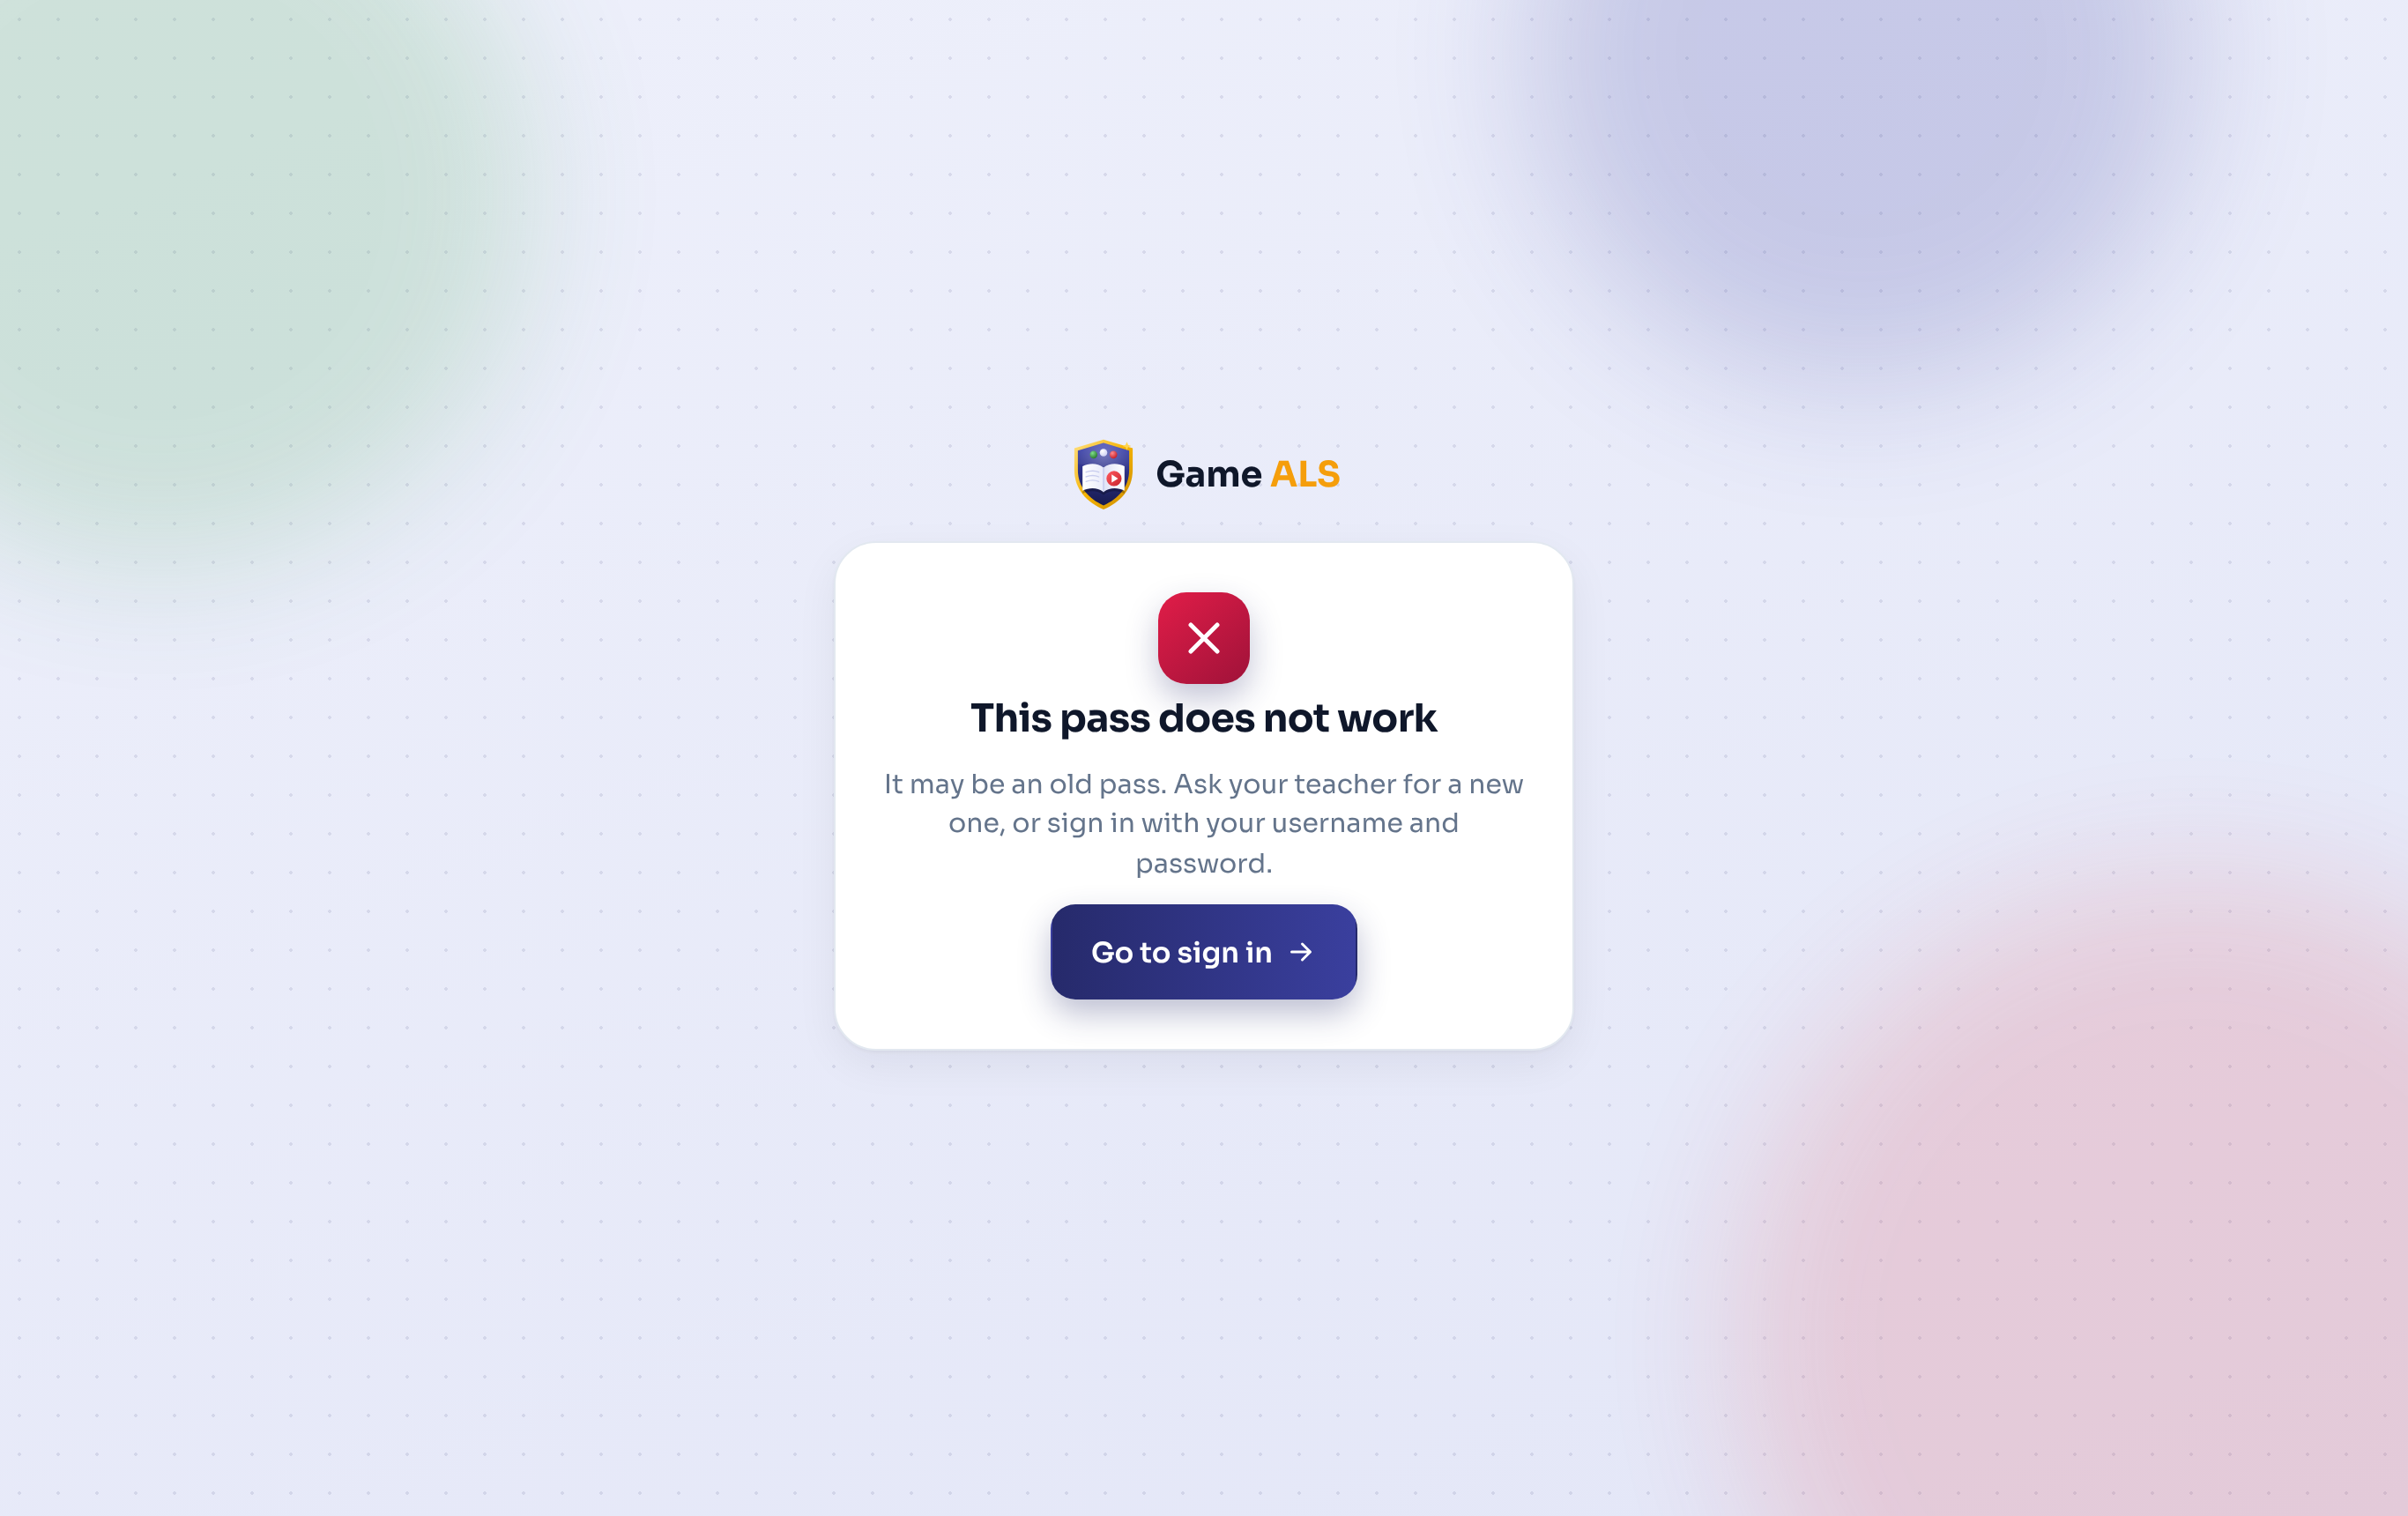 Game ALS
This pass does not work
It may be an old pass. Ask your teacher for a new
one, or sign in with your username and
password.
Go to sign in →